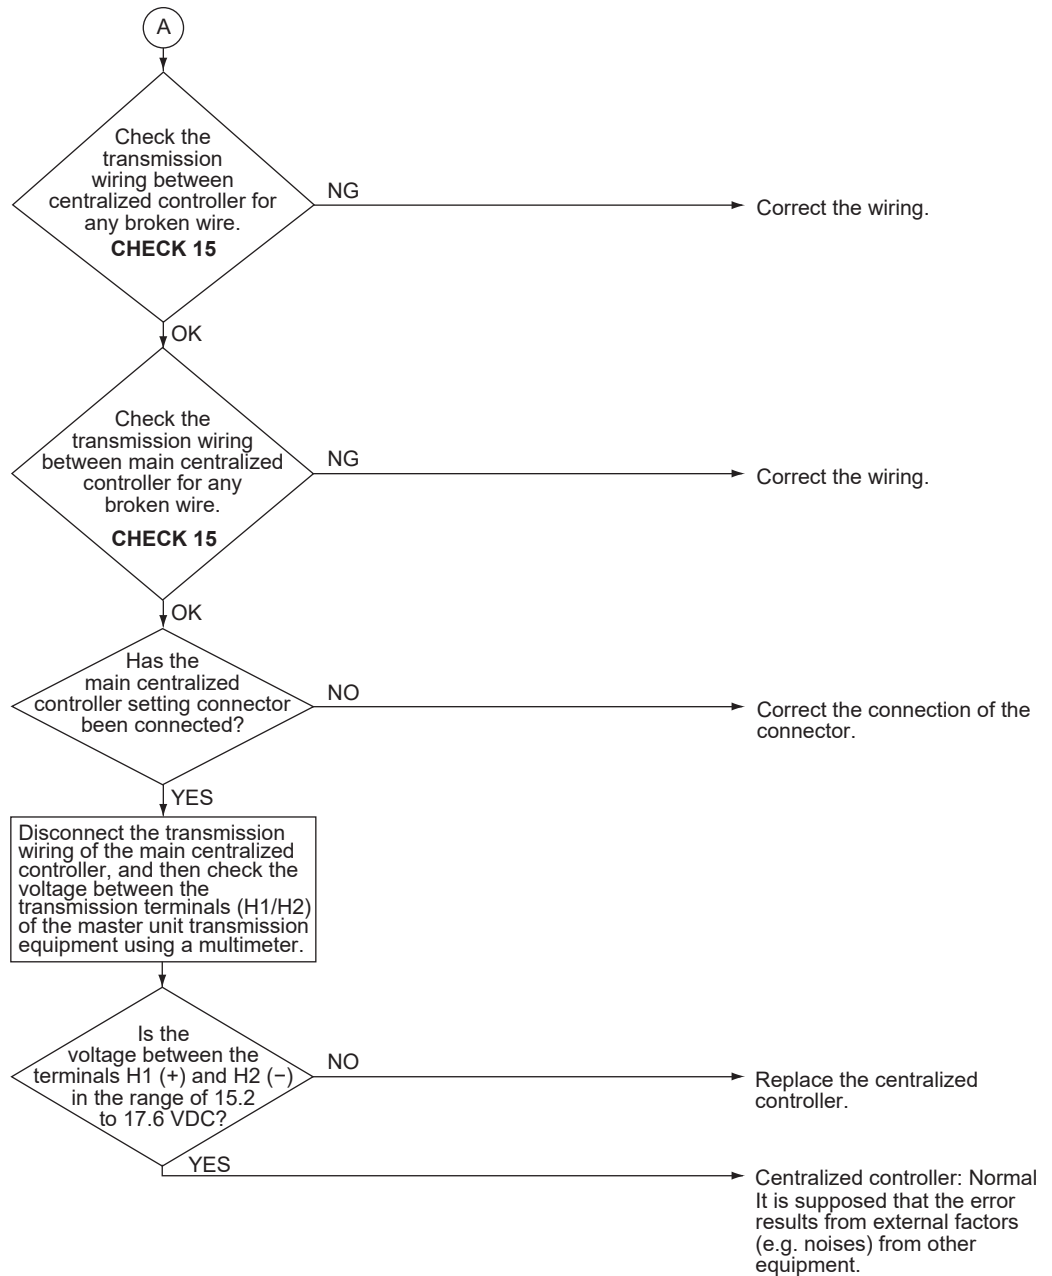 A
Check the
transmission
wiring between
centralized controller for
any broken wire.
CHECK 15
NG
Correct the wiring.
OK
Check the
transmission wiring
between main centralized
controller for any
broken wire.
CHECK 15
NG
Correct the wiring.
OK
Has the
main centralized
controller setting connector
been connected?
NO
Correct the connection of the
connector.
YES
Disconnect the transmission
wiring of the main centralized
controller, and then check the
voltage between the
transmission terminals (H1/H2)
of the master unit transmission
equipment using a multimeter.
Is the
voltage between the
terminals H1 (+) and H2 (−)
in the range of 15.2
to 17.6 VDC?
NO
Replace the centralized
controller.
YES
Centralized controller: Normal
It is supposed that the error
results from external factors
(e.g. noises) from other
equipment.